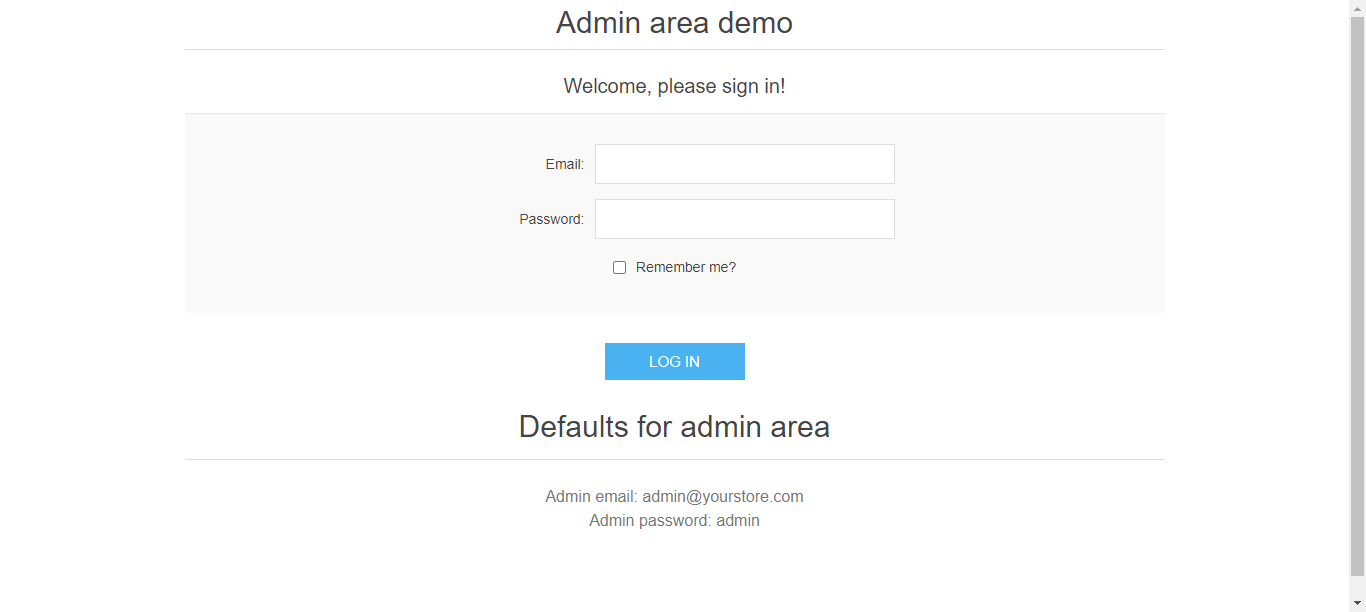 Admin area demo
Welcome, please sign in!
Email:
Password:
Remember me?
LOG IN
Defaults for admin area
Admin email: admin@yourstore.com
Admin password: admin